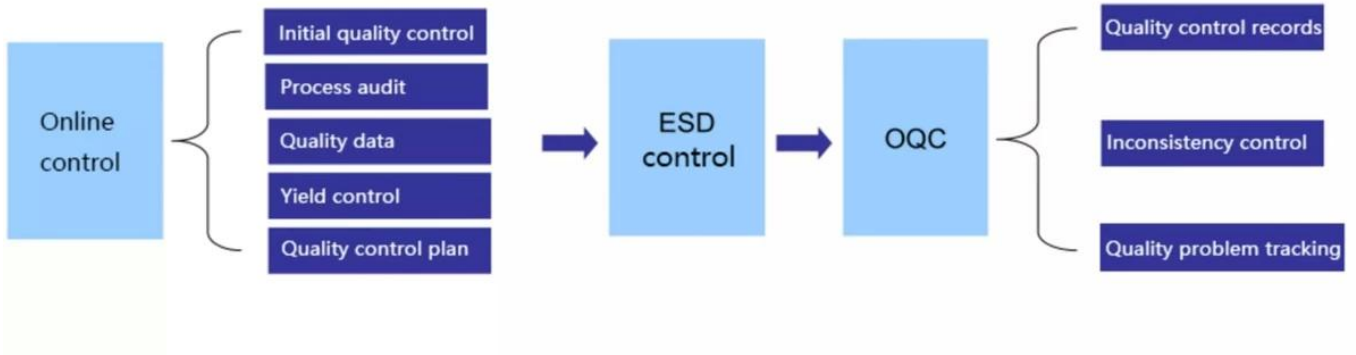 Online
control
Initial quality control
Process audit
Quality data
Yield control
Quality control plan
ESD
control
OQC
Quality control records
Inconsistency control
Quality problem tracking